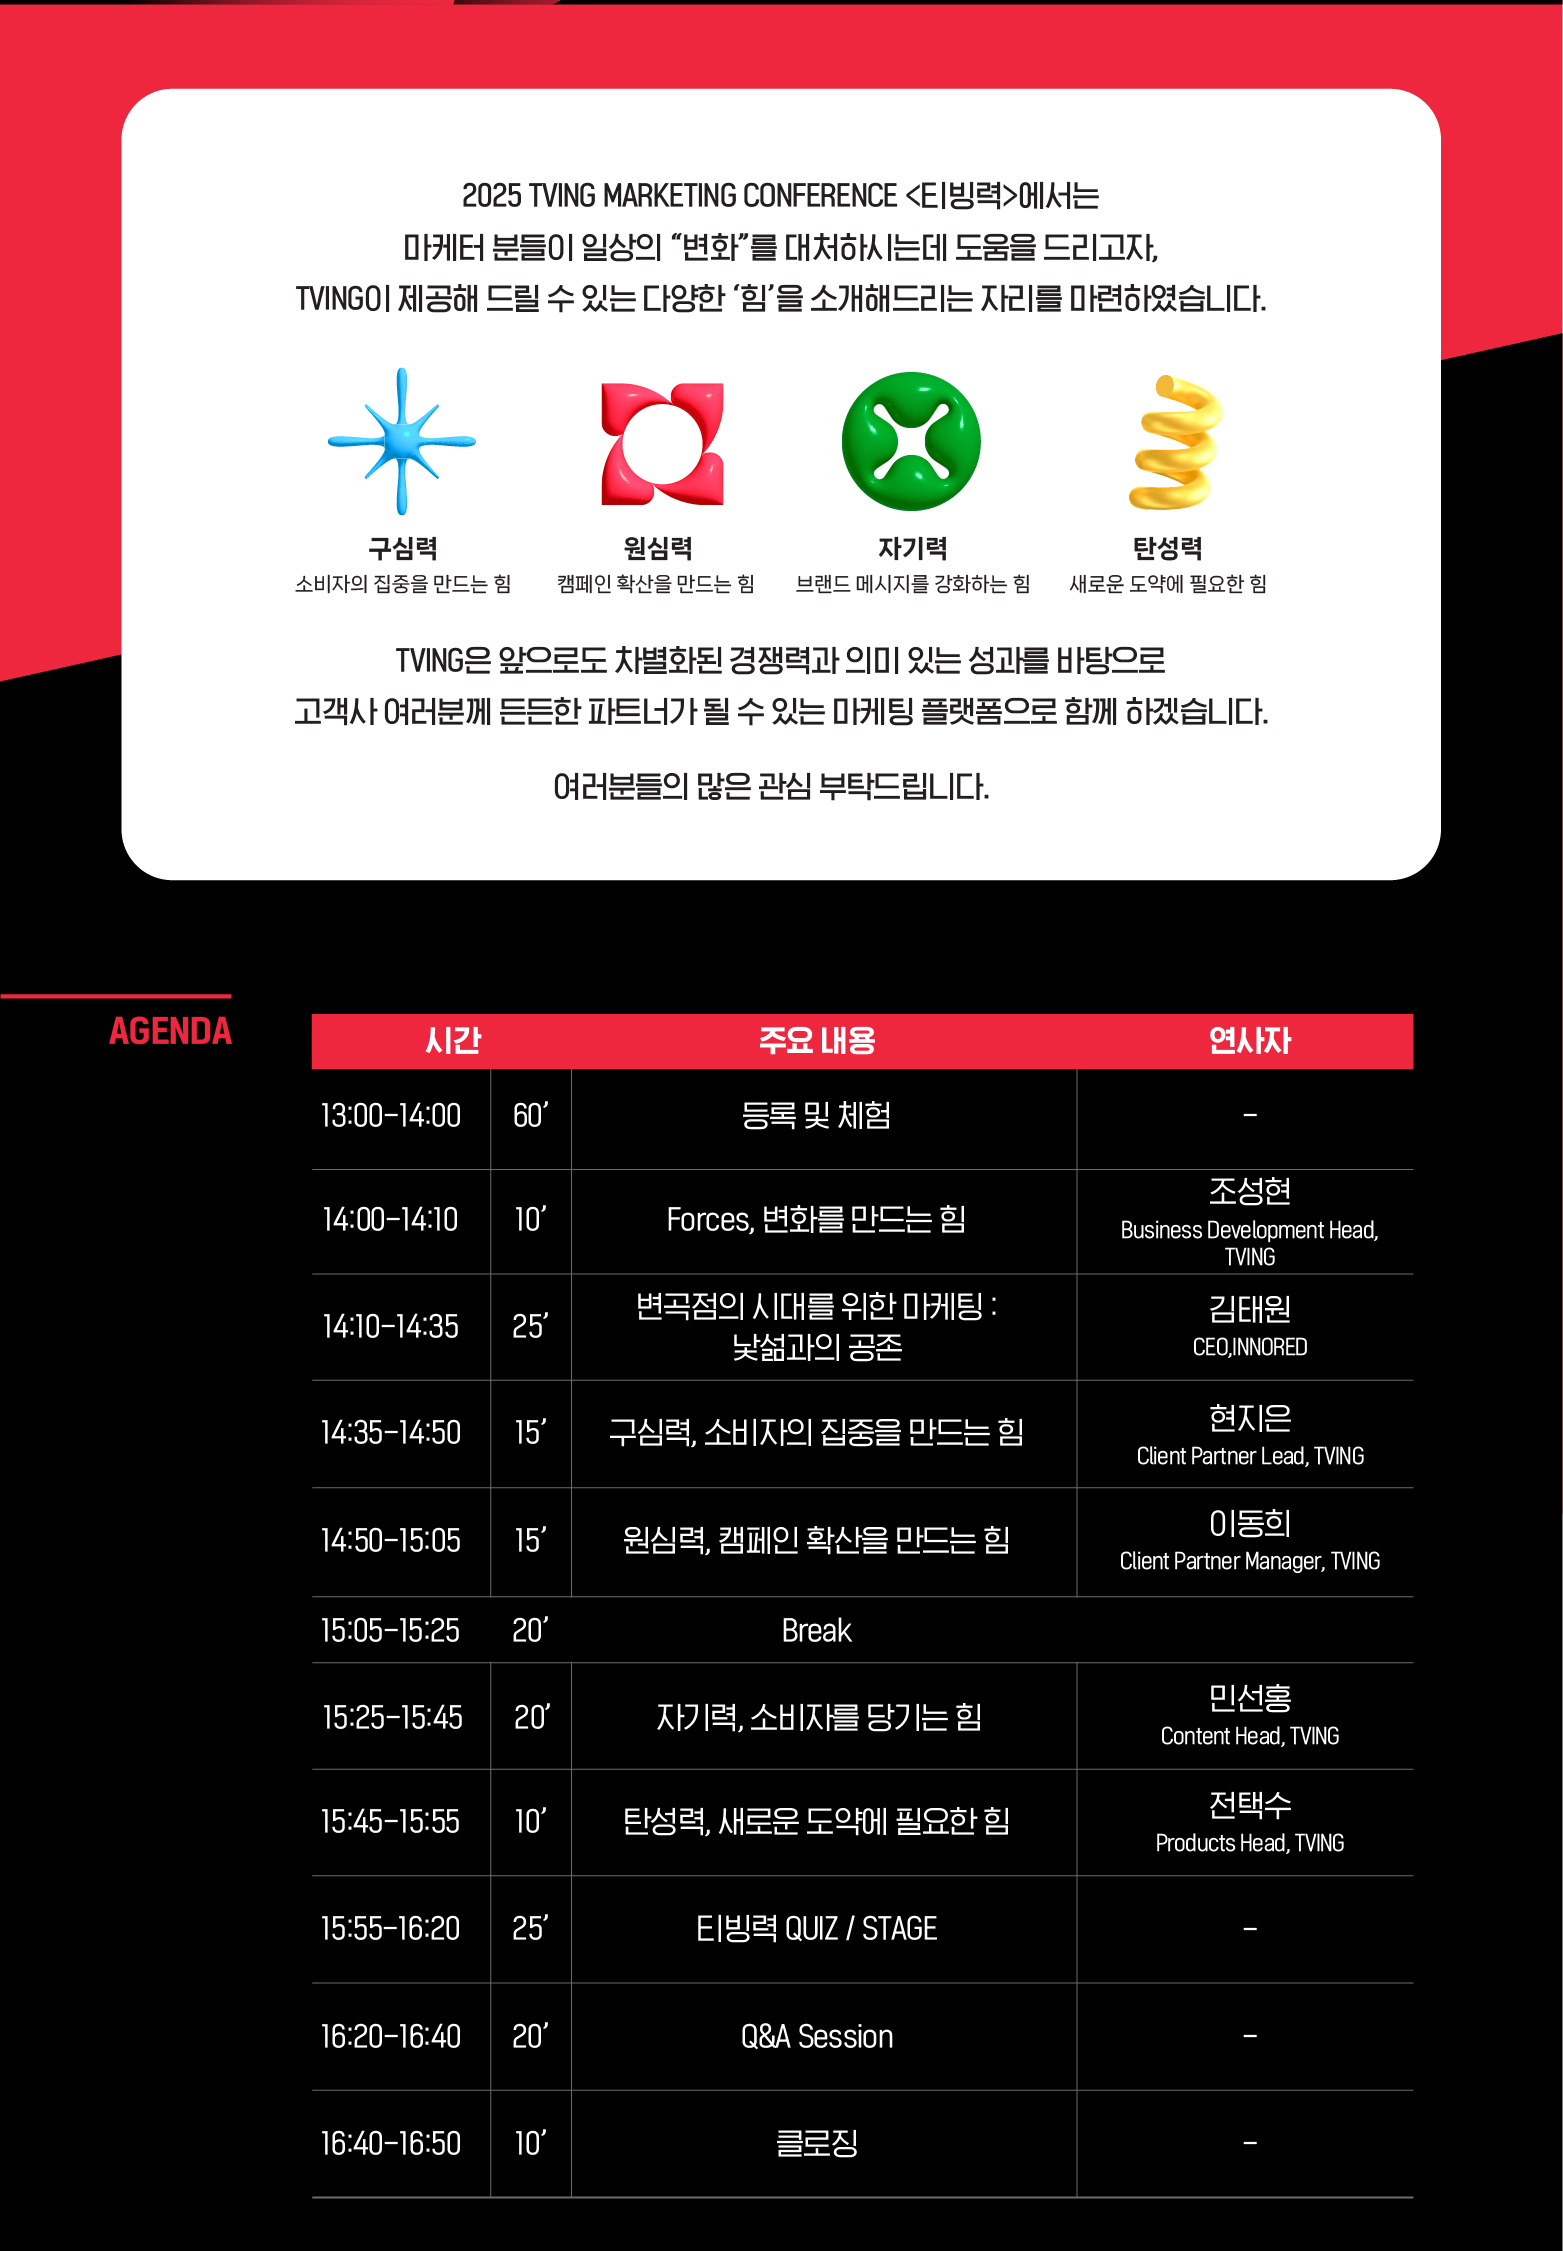 2025 TVING MARKETING CONFERENCE <티빙력>에서는
마케터 분들이 일상의 “변화”를 대처하시는데 도움을 드리고자,
TVING이 제공해 드릴 수 있는 다양한 ‘힘’을 소개해드리는 자리를 마련하였습니다.
구심력 원심력 자기력 탄성력
소비자의 집중을 만드는 힘 캠페인 확산을 만드는 힘 브랜드 메시지를 강화하는 힘 새로운 도약에 필요한 힘
TVING은 앞으로도 차별화된 경쟁력과 의미 있는 성과를 바탕으로
고객사 여러분께 든든한 파트너가 될 수 있는 마케팅 플랫폼으로 함께 하겠습니다.
여러분들의 많은 관심 부탁드립니다.
AGENDA
시간 주요 내용 연사자
13:00-14:00 60’ 등록 및 체험 -
14:00-14:10 10’ Forces, 변화를 만드는 힘 조성현
Business Development Head,
TVING
14:10-14:35 25’ 변곡점의 시대를 위한 마케팅 :
낯섦과의 공존
김태원
CEO,INNORED
14:35-14:50 15’ 구심력, 소비자의 집중을 만드는 힘 현지은
Client Partner Lead, TVING
14:50-15:05 15’ 원심력, 캠페인 확산을 만드는 힘 이동희
Client Partner Manager, TVING
15:05-15:25 20’ Break
15:25-15:45 20’ 자기력, 소비자를 당기는 힘 민선홍
Content Head, TVING
15:45-15:55 10’ 탄성력, 새로운 도약에 필요한 힘 전택수
Products Head, TVING
15:55-16:20 25’ 티빙력 QUIZ / STAGE -
16:20-16:40 20’ Q&A Session -
16:40-16:50 10’ 클로징 -